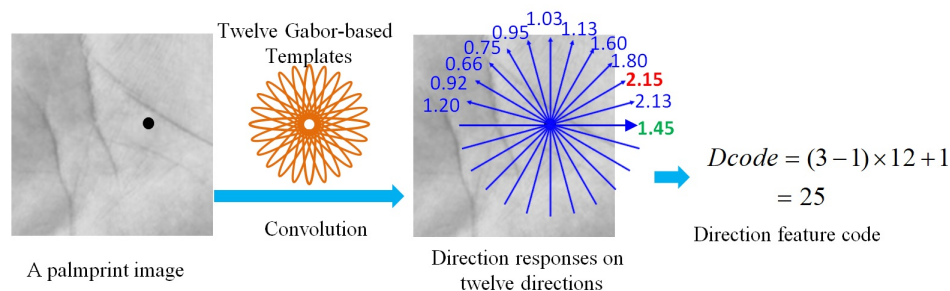 Twelve Gabor-based
Templates
Convolution
A palmprint image
1.03
0.95
1.13
0.75
1.60
0.66
1.80
0.92
2.15
1.20
2.13
1.45
Direction responses on
twelve directions
Dcode = (3 − 1) × 12 + 1
= 25
Direction feature code